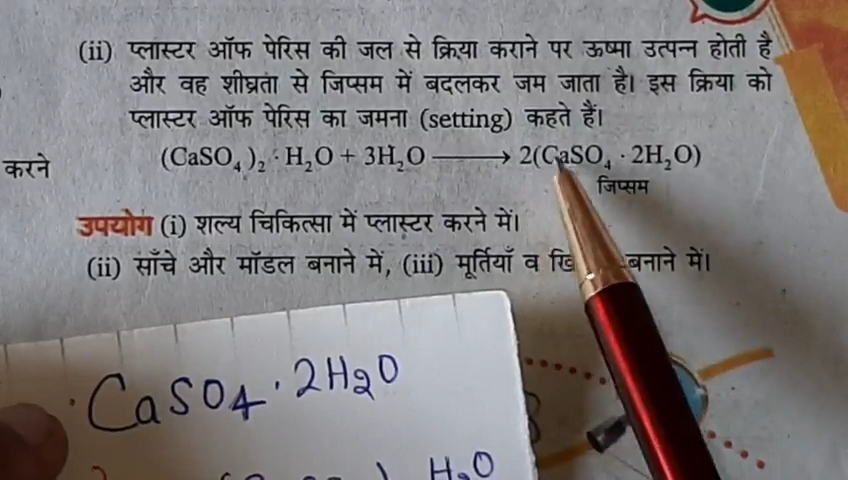 (ii) प्लास्टर ऑफ पेरिस की जल से क्रिया कराने पर ऊष्मा उत्पन्न होती है
और वह शीघ्रता से जिप्सम में बदलकर जम जाता है। इस क्रिया को
प्लास्टर ऑफ पेरिस का जमना (setting) कहते हैं।
करने
(CaSO₄)₂ · H₂O + 3H₂O ⟶ 2(CaSO₄ · 2H₂O)
जिप्सम
उपयोग (i) शल्य चिकित्सा में प्लास्टर करने में।
(ii) साँचे और मॉडल बनाने में, (iii) मूर्तियाँ व बनाने में।
CaSO₄ · 2H₂O
H₂O